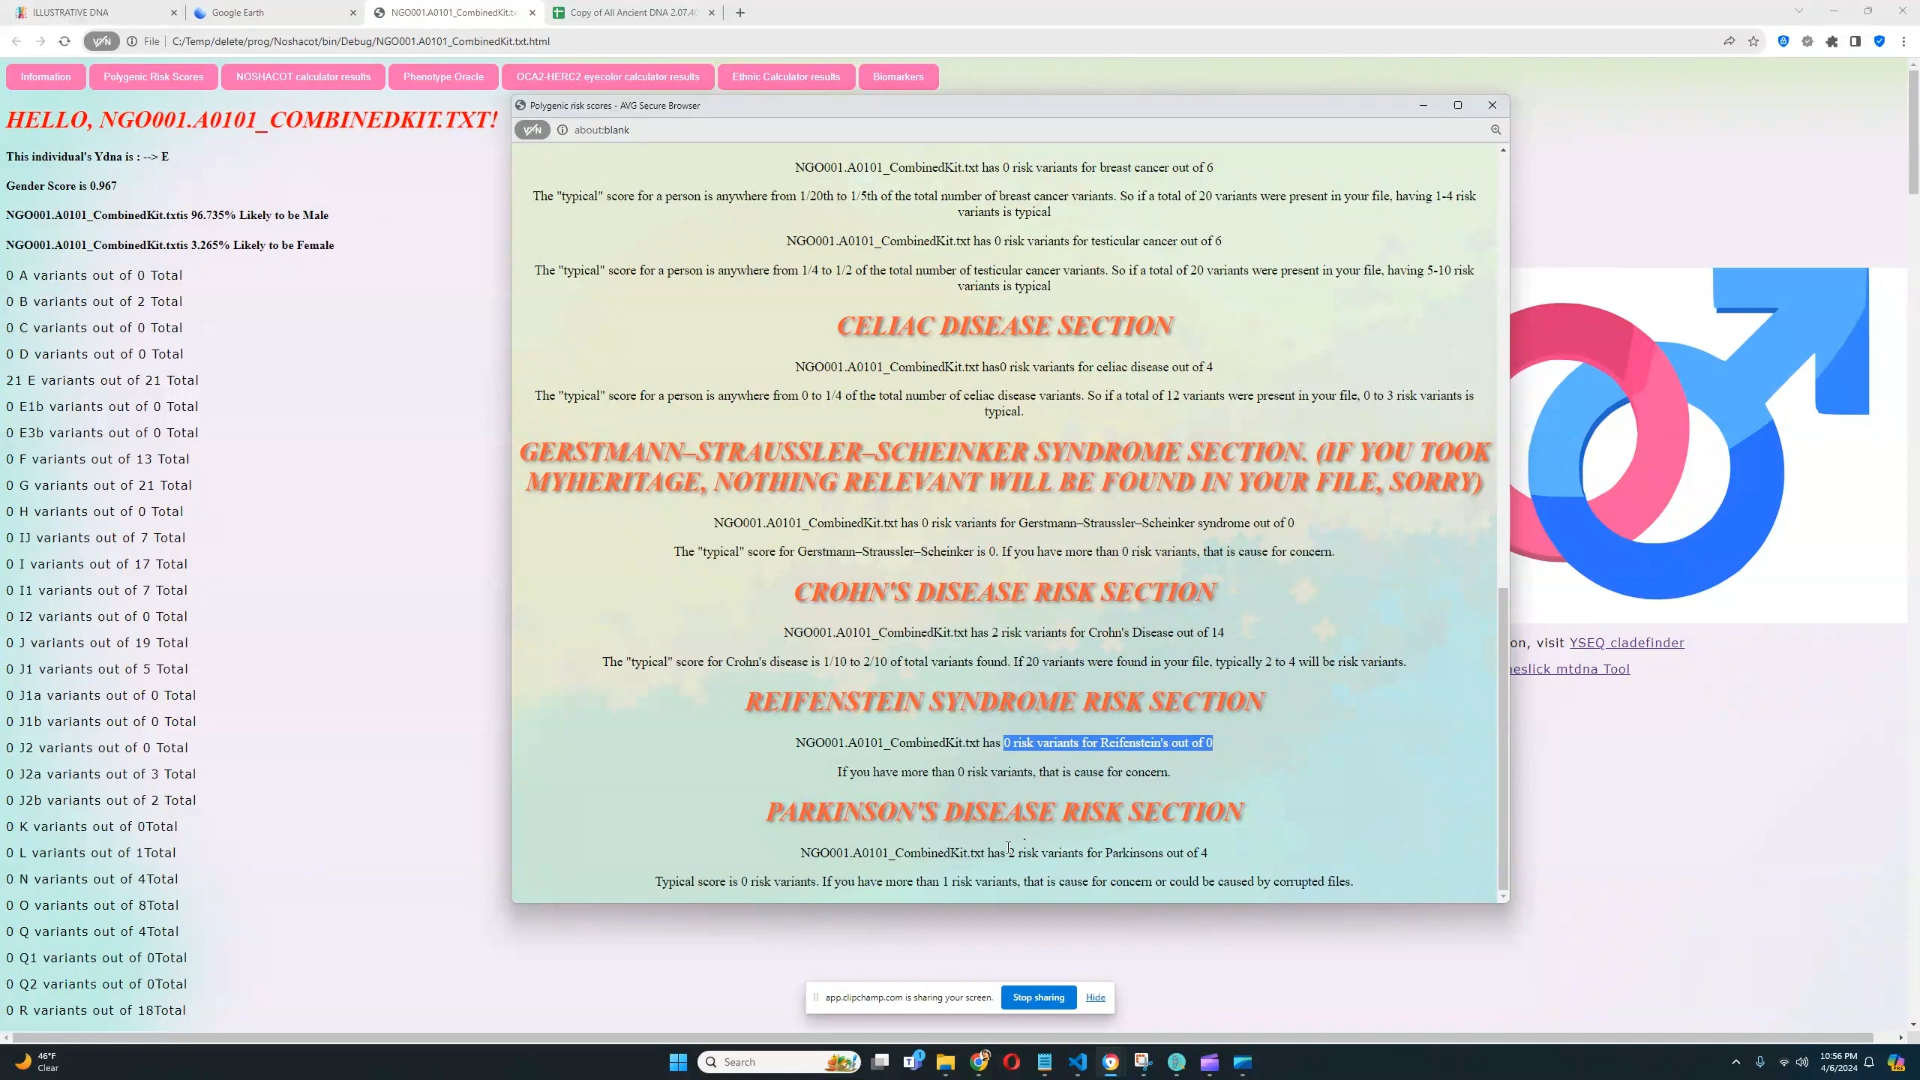 ILLUSTRATIVE DNA
Google Earth
NGO001.A0101_CombinedKit.tx
Copy of All Ancient DNA 2.07.4
File C:/Temp/delete/prog/Noshacot/bin/Debug/NGO001.A0101_CombinedKit.txt.html
Information
Polygenic Risk Scores
NOSHACOT calculator results
Phenotype Oracle
OCA2-HERC2 eyecolor calculator results
Ethnic Calculator results
Biomarkers
HELLO, NGO001.A0101_COMBINEDKIT.TXT!
This individual's Ydna is : --> E
Gender Score is 0.967
NGO001.A0101_CombinedKit.txtis 96.735% Likely to be Male
NGO001.A0101_CombinedKit.txtis 3.265% Likely to be Female
0 A variants out of 0 Total
0 B variants out of 2 Total
0 C variants out of 0 Total
0 D variants out of 0 Total
21 E variants out of 21 Total
0 E1b variants out of 0 Total
0 E3b variants out of 0 Total
0 F variants out of 13 Total
0 G variants out of 21 Total
0 H variants out of 0 Total
0 IJ variants out of 7 Total
0 I variants out of 17 Total
0 I1 variants out of 7 Total
0 I2 variants out of 0 Total
0 J variants out of 19 Total
0 J1 variants out of 5 Total
0 J1a variants out of 0 Total
0 J1b variants out of 0 Total
0 J2 variants out of 0 Total
0 J2a variants out of 3 Total
0 J2b variants out of 2 Total
0 K variants out of 0Total
0 L variants out of 1Total
0 N variants out of 4Total
0 O variants out of 8Total
0 Q variants out of 4Total
0 Q1 variants out of 0Total
0 Q2 variants out of 0Total
0 R variants out of 18Total
Polygenic risk scores - AVG Secure Browser
about:blank
NGO001.A0101_CombinedKit.txt has 0 risk variants for breast cancer out of 6
The "typical" score for a person is anywhere from 1/20th to 1/5th of the total number of breast cancer variants. So if a total of 20 variants were present in your file, having 1-4 risk
variants is typical
NGO001.A0101_CombinedKit.txt has 0 risk variants for testicular cancer out of 6
The "typical" score for a person is anywhere from 1/4 to 1/2 of the total number of testicular cancer variants. So if a total of 20 variants were present in your file, having 5-10 risk
variants is typical
CELIAC DISEASE SECTION
NGO001.A0101_CombinedKit.txt has0 risk variants for celiac disease out of 4
The "typical" score for a person is anywhere from 0 to 1/4 of the total number of celiac disease variants. So if a total of 12 variants were present in your file, 0 to 3 risk variants is
typical.
GERSTMANN–STRAUSSLER–SCHEINKER SYNDROME SECTION. (IF YOU TOOK
MYHERITAGE, NOTHING RELEVANT WILL BE FOUND IN YOUR FILE, SORRY)
NGO001.A0101_CombinedKit.txt has 0 risk variants for Gerstmann–Straussler–Scheinker syndrome out of 0
The "typical" score for Gerstmann–Straussler–Scheinker is 0. If you have more than 0 risk variants, that is cause for concern.
CROHN'S DISEASE RISK SECTION
NGO001.A0101_CombinedKit.txt has 2 risk variants for Crohn's Disease out of 14
The "typical" score for Crohn's disease is 1/10 to 2/10 of total variants found. If 20 variants were found in your file, typically 2 to 4 will be risk variants.
REIFENSTEIN SYNDROME RISK SECTION
NGO001.A0101_CombinedKit.txt has 0 risk variants for Reifenstein's out of 0
If you have more than 0 risk variants, that is cause for concern.
PARKINSON'S DISEASE RISK SECTION
NGO001.A0101_CombinedKit.txt has 2 risk variants for Parkinsons out of 4
Typical score is 0 risk variants. If you have more than 1 risk variants, that is cause for concern or could be caused by corrupted files.
on, visit YSEQ cladefinder
eslick mtdna Tool
app.clipchamp.com is sharing your screen.
Stop sharing
Hide
46°F
Clear
Search
10:56 PM
4/6/2024